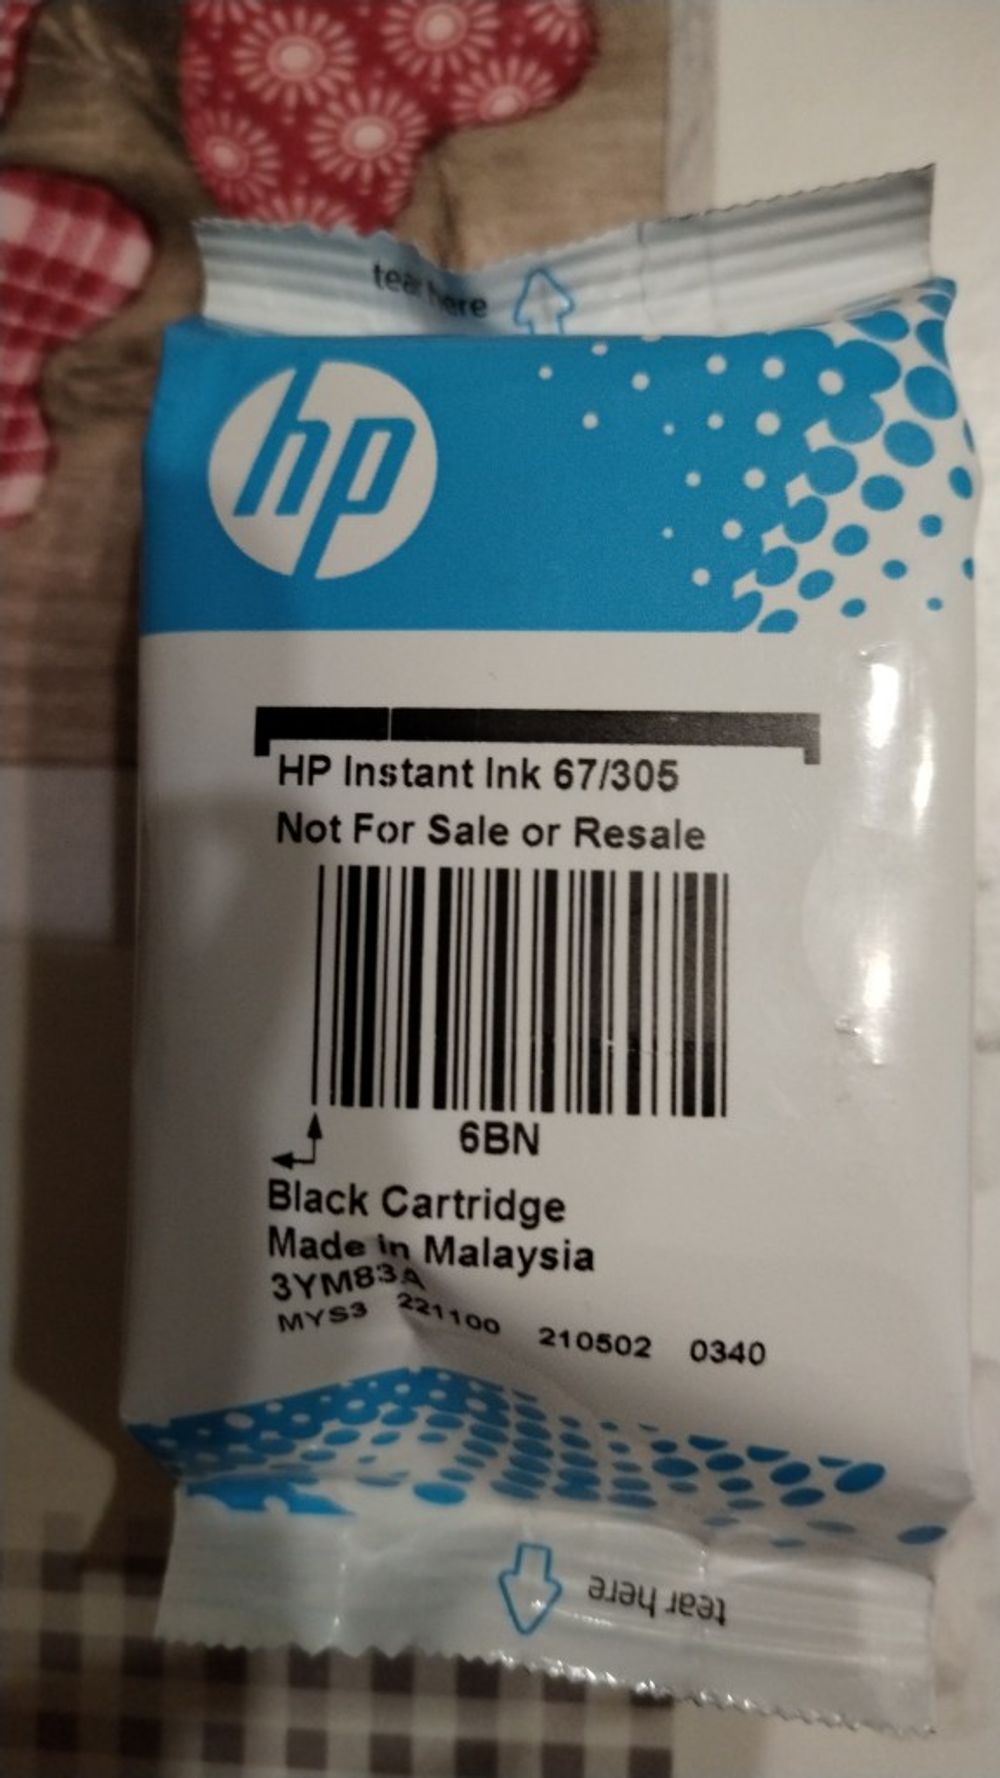 tear here
hp
HP Instant Ink 67/305
Not For Sale or Resale
6BN
Black Cartridge
Made in Malaysia
3YM83A
MYS3 221100 210502 0340
tear here